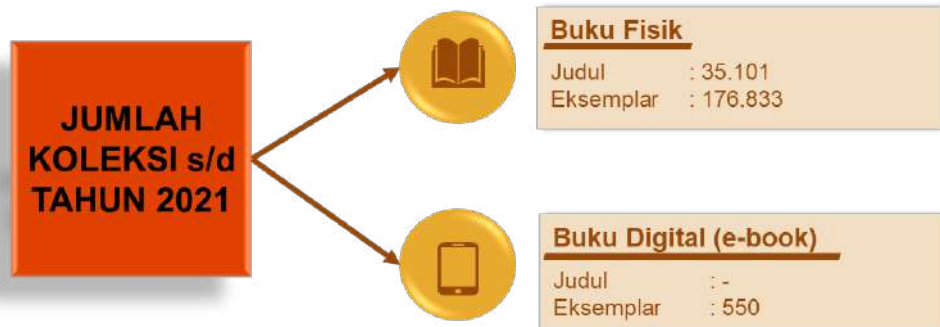 JUMLAH
KOLEKSI s/d
TAHUN 2021
Buku Fisik
Judul : 35.101
Eksemplar : 176.833
Buku Digital (e-book)
Judul : -
Eksemplar : 550